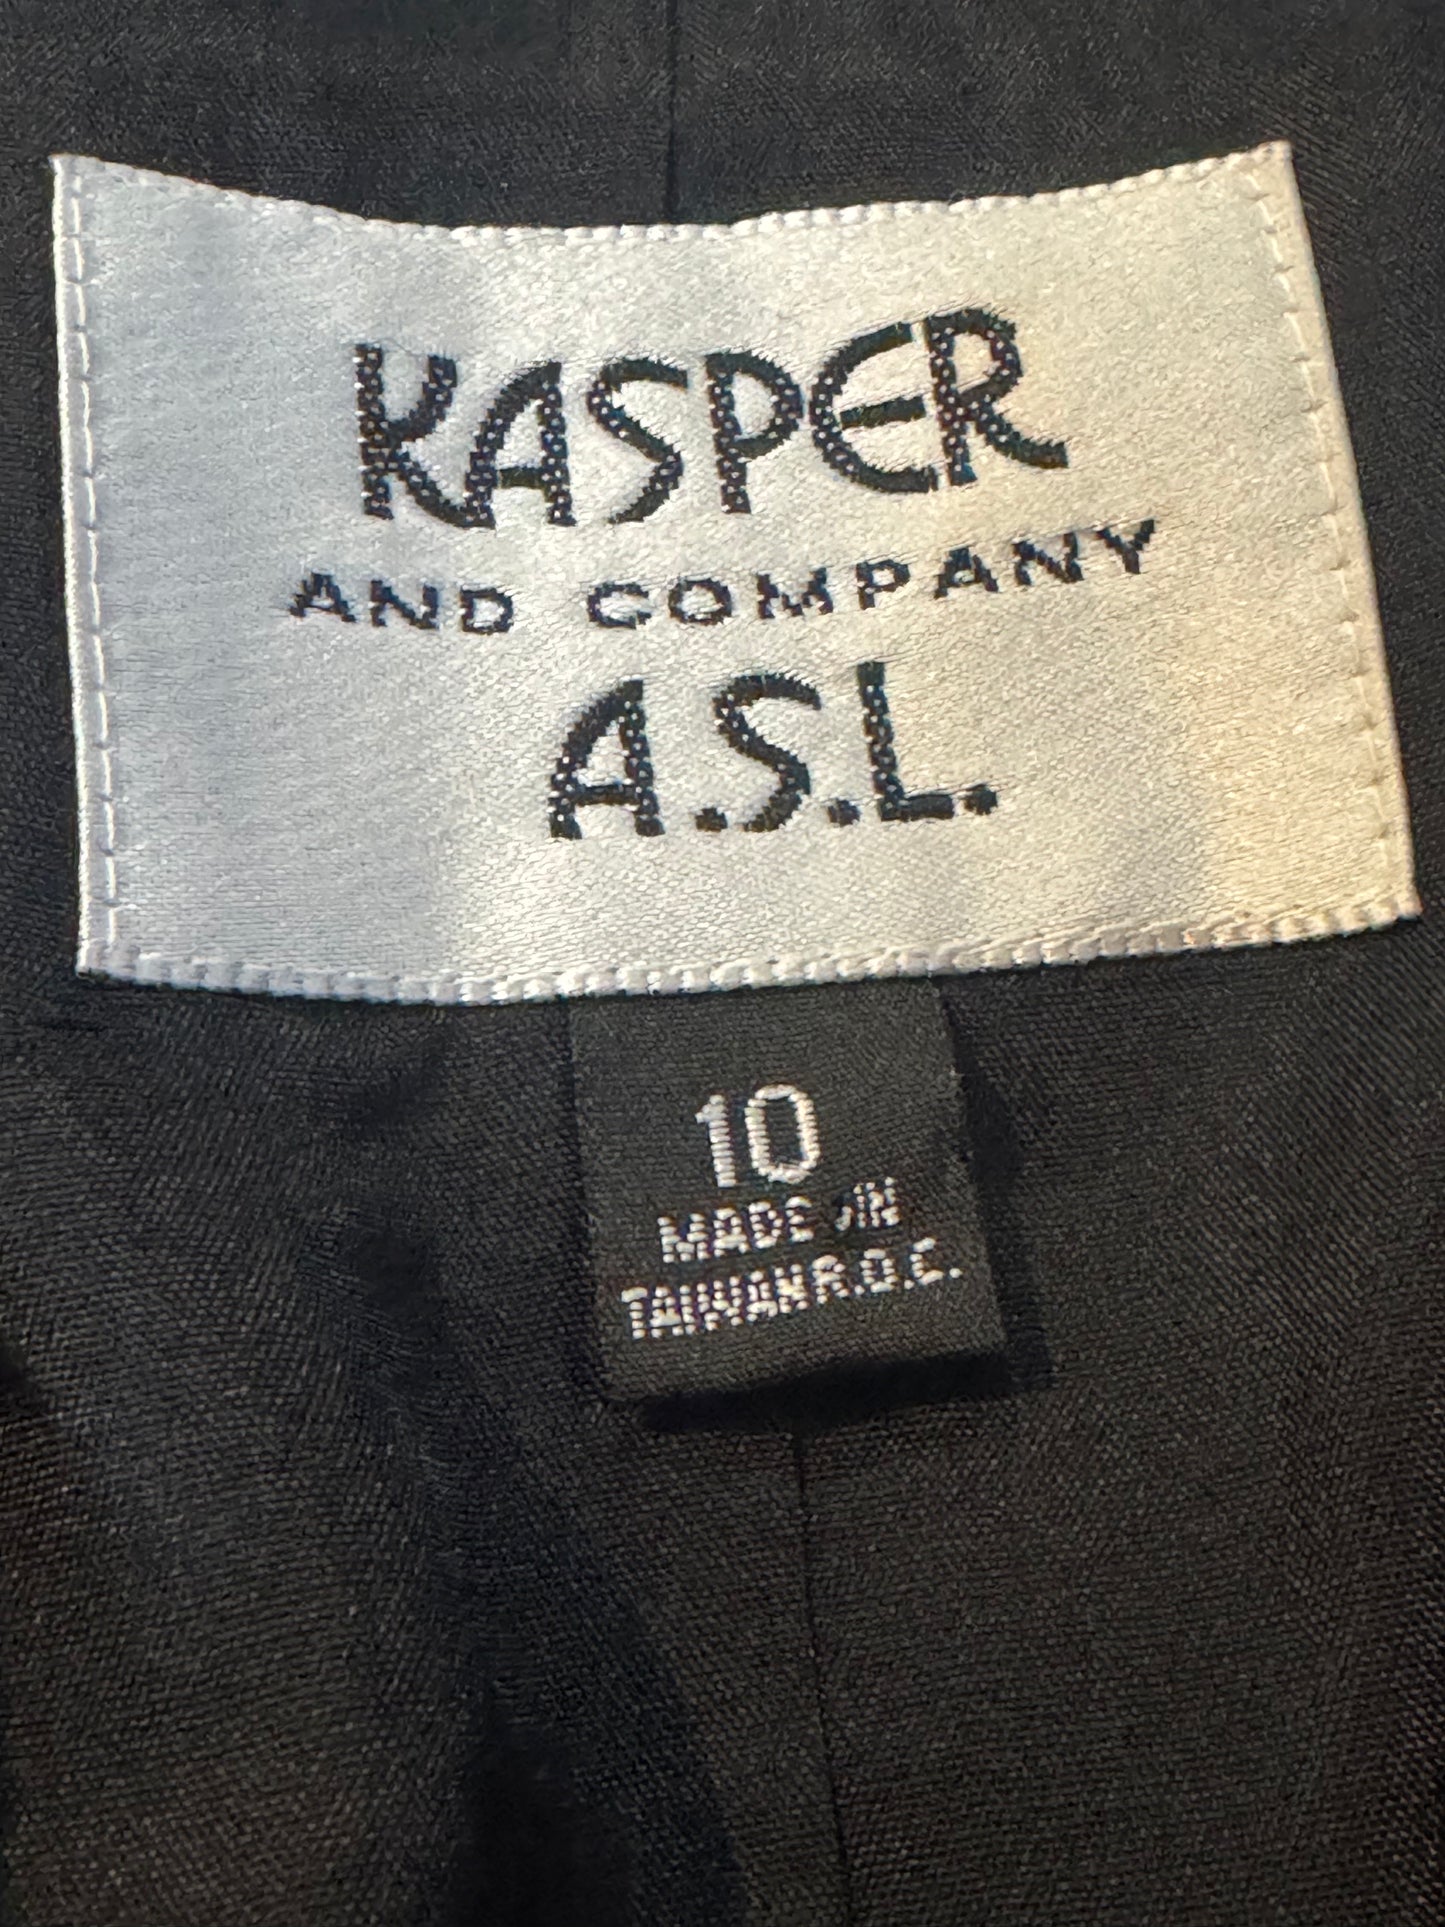 KASPER
AND COMPANY
A.S.L.
10
MADE IN
TAIWAN R.O.C.